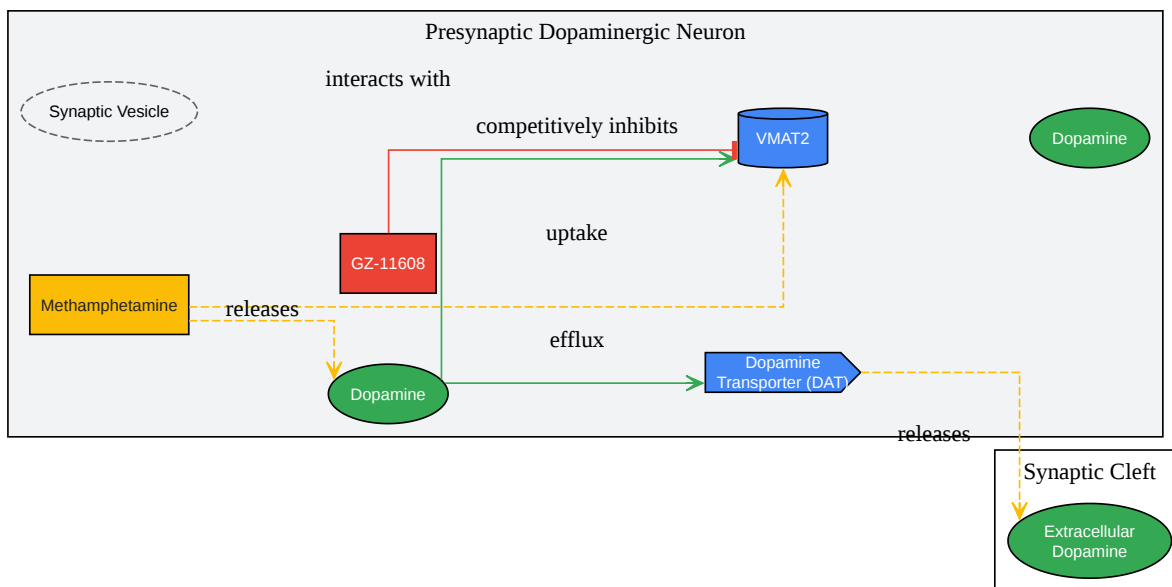 Presynaptic Dopaminergic Neuron
interacts with
Synaptic Vesicle
competitively inhibits
VMAT2
Dopamine
uptake
GZ-11608
Methamphetamine
releases
efflux
Dopamine
Transporter (DAT)
Dopamine
releases
Synaptic Cleft
Extracellular
Dopamine